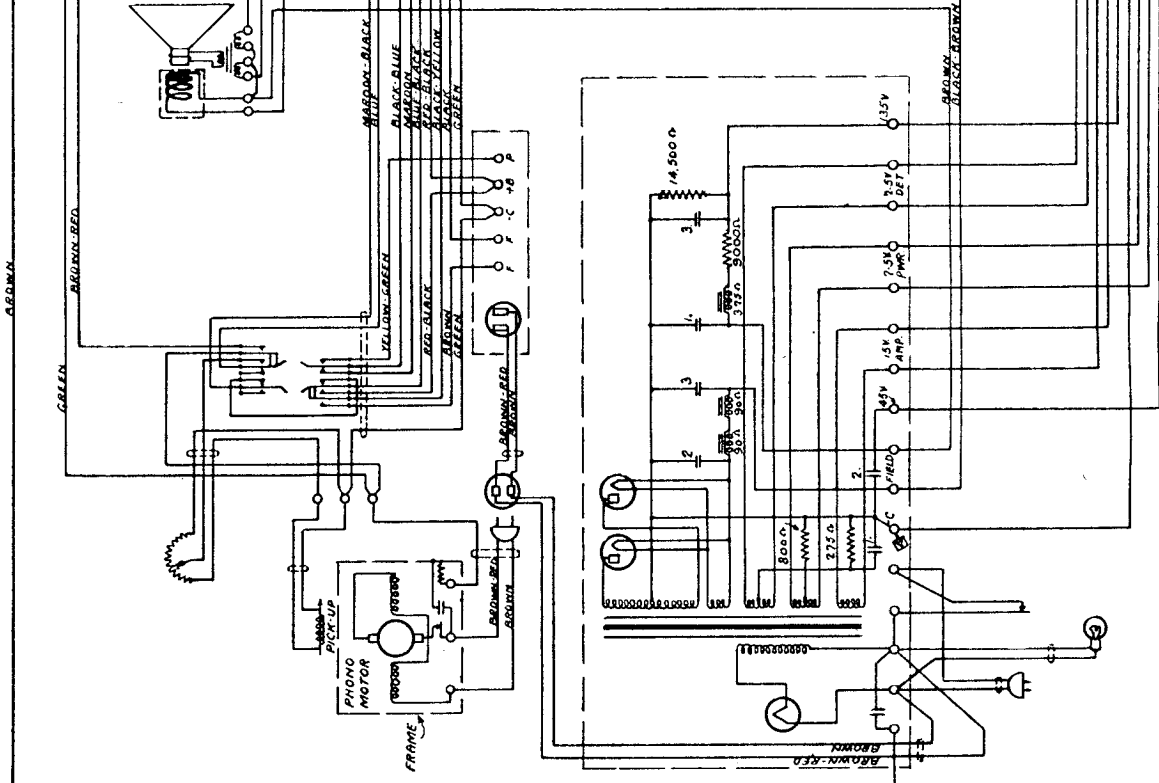 BROWN
GREEN
BROWN-RED
MAROON-BLACK
BLUE
BLACK-BLUE
MAROON
BLUE-BLACK
RED-BLACK
BLACK-YELLOW
BLACK
GREEN
YELLOW-GREEN
RED-BLACK
BROWN
GREEN
P
+B
-C
F
F
BROWN-RED
BROWN
BROWN-RED
BROWN
PICK-UP
PHONO
MOTOR
FRAME
14,500Ω
3
9000Ω
375Ω
1.
3
90Ω
90Ω
2
800Ω
275Ω
2.
135V
7.5V
DET
7.5V
PWR
15V
AMP.
45V
FIELD
-C
BROWN
BLACK-BROWN
BROWN
BROWN-RED